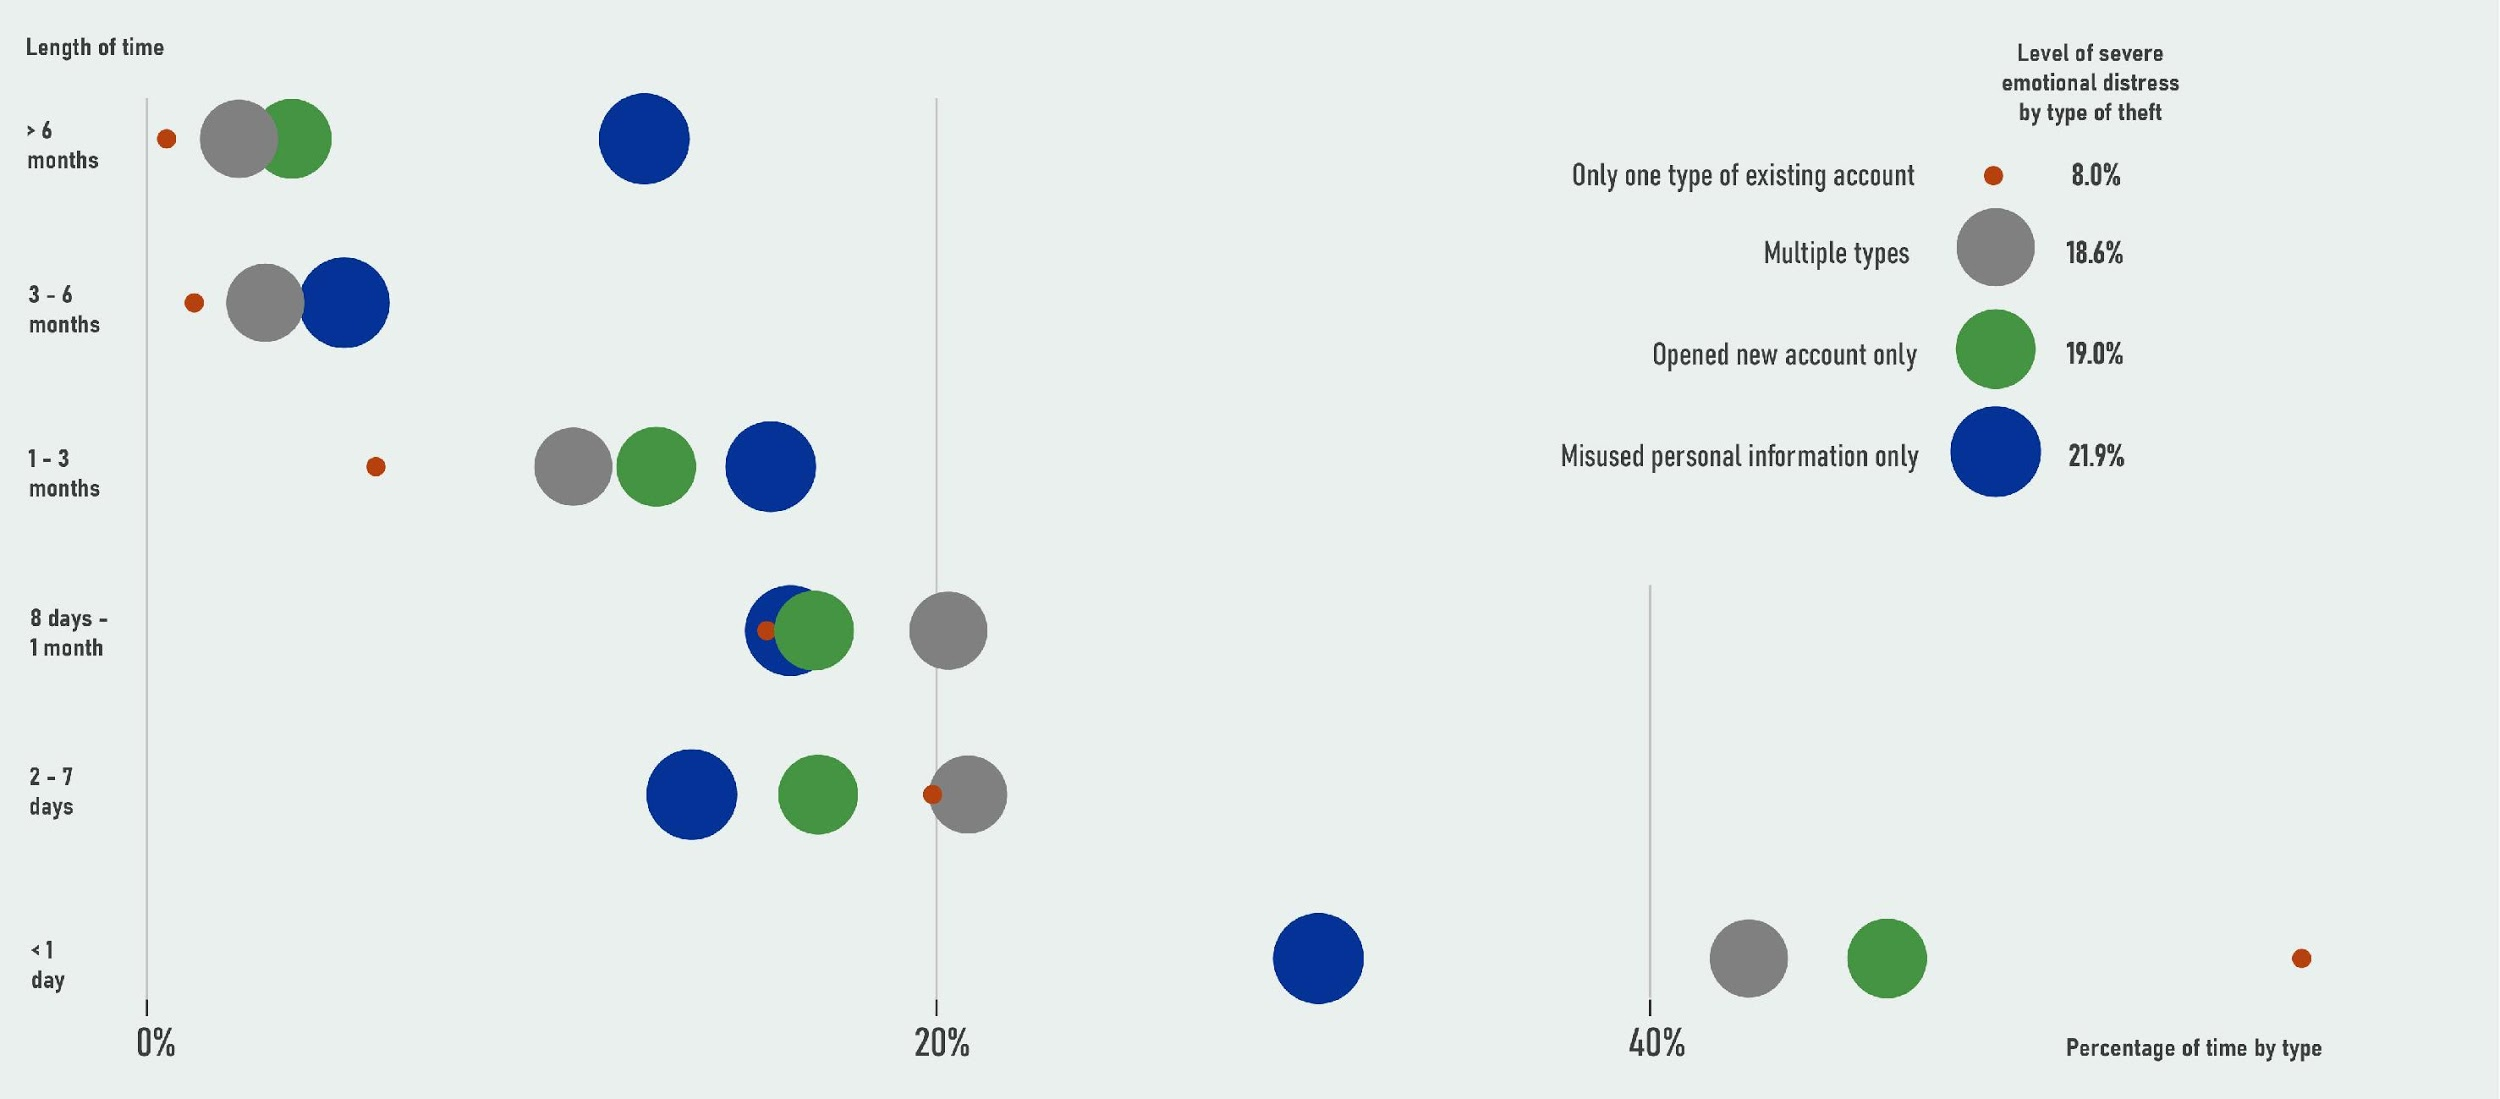 Length of time
> 6
months
3 - 6
months
1 - 3
months
8 days -
1 month
2 - 7
days
< 1
day
0%
20%
40%
Percentage of time by type
Level of severe
emotional distress
by type of theft
Only one type of existing account 8.0%
Multiple types 18.6%
Opened new account only 19.0%
Misused personal information only 21.9%